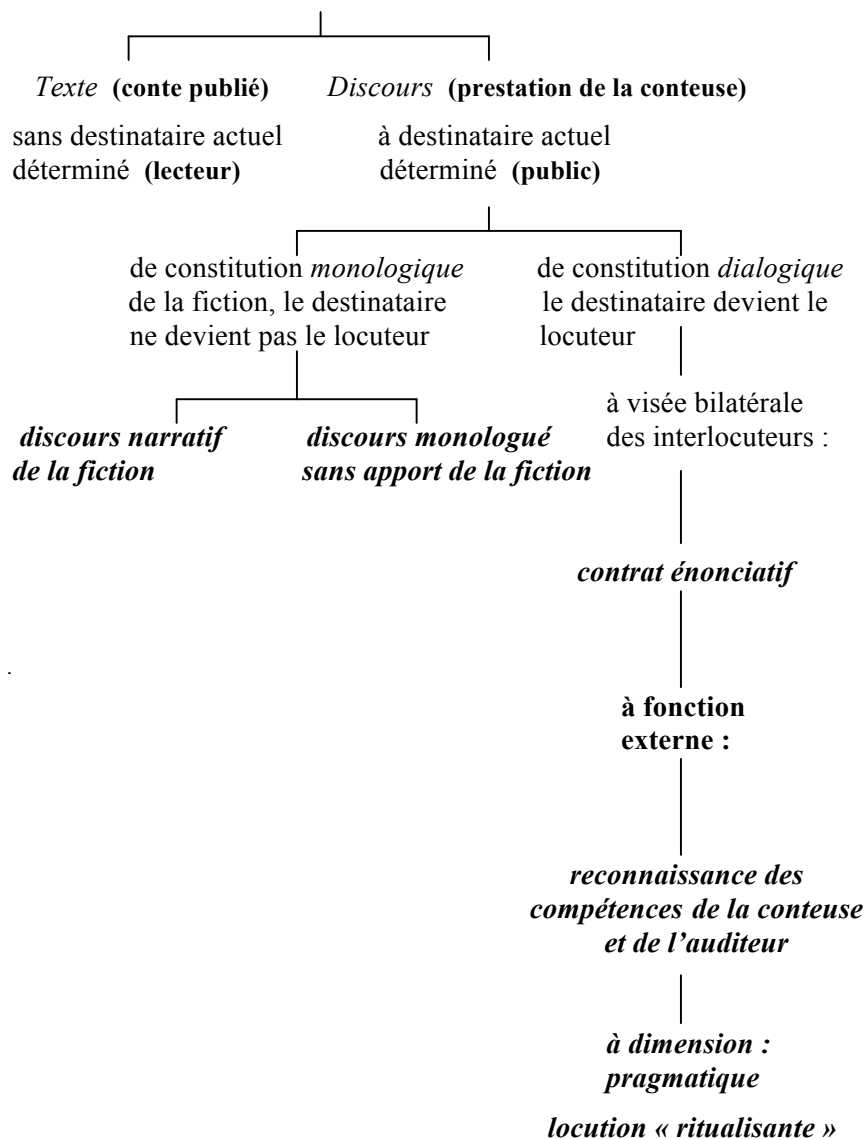 Texte (conte publié)
Discours (prestation de la conteuse)
sans destinataire actuel
déterminé (lecteur)
à destinataire actuel
déterminé (public)
de constitution monologique
de la fiction, le destinataire
ne devient pas le locuteur
de constitution dialogique
le destinataire devient le
locuteur
discours narratif
de la fiction
discours monologué
sans apport de la fiction
à visée bilatérale
des interlocuteurs :
contrat énonciatif
à fonction
externe :
reconnaissance des
compétences de la conteuse
et de l’auditeur
à dimension :
pragmatique
locution « ritualisante »